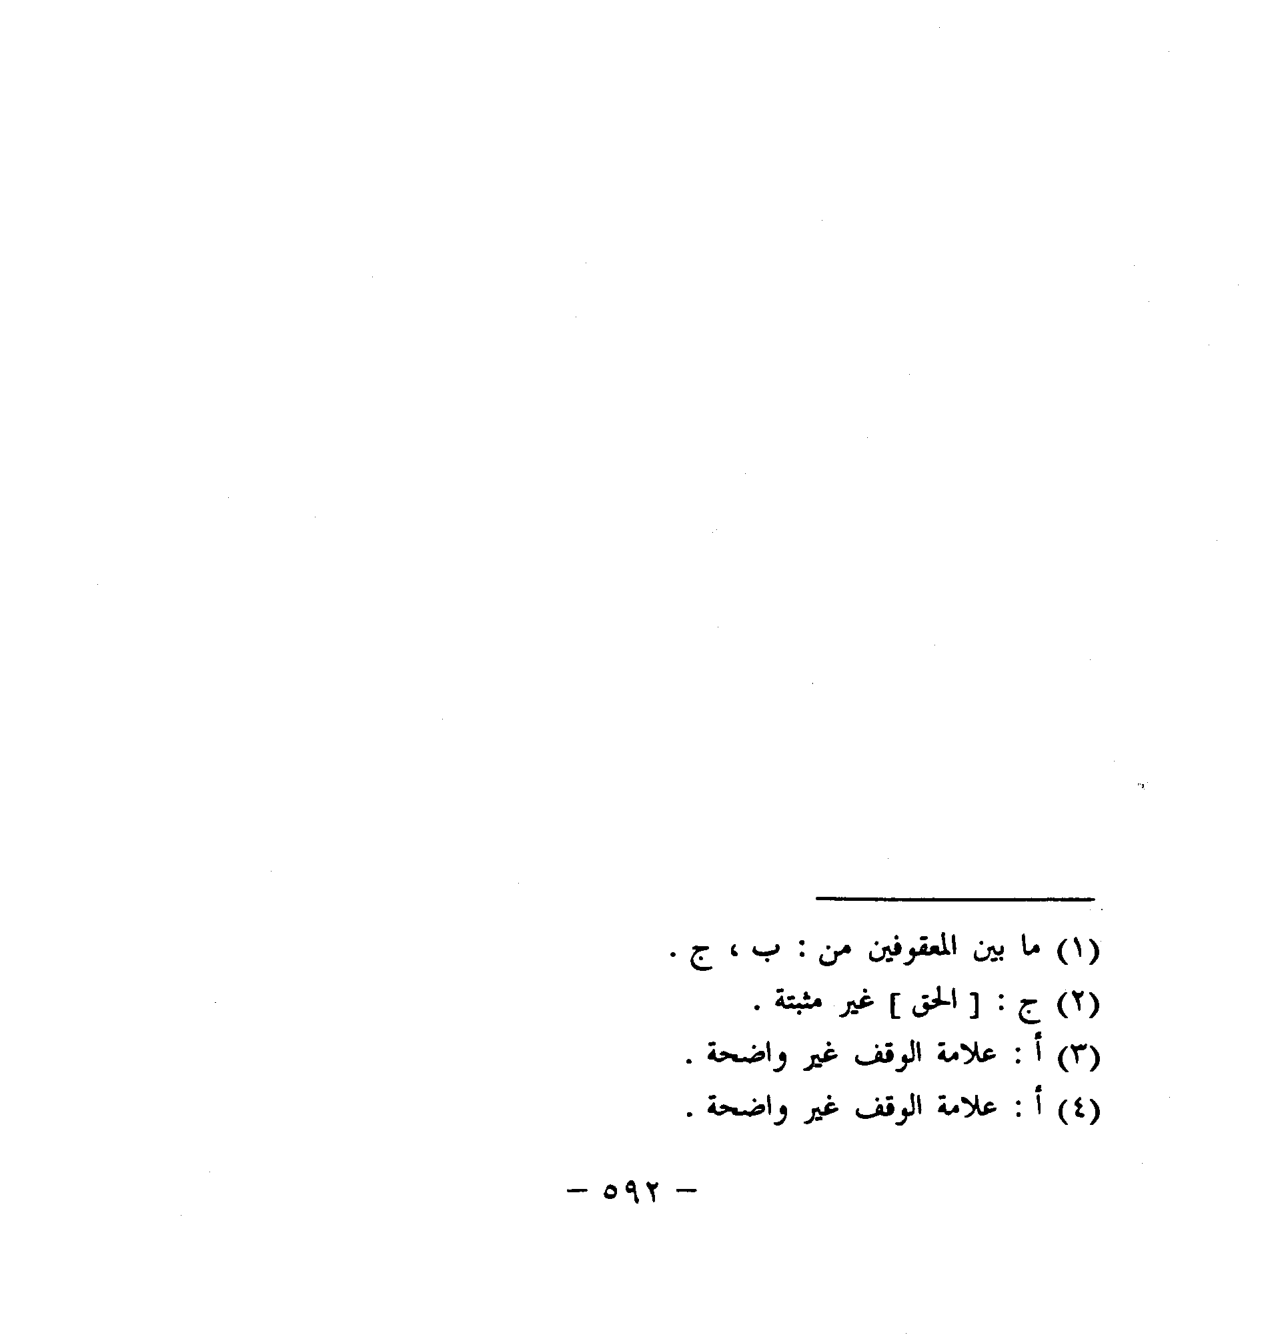 (١) ما بين المعقوفين من : ب ، ج .
(٢) ج : [ الحق ] غير مثبتة .
(٣) أ : علامة الوقف غير واضحة .
(٤) أ : علامة الوقف غير واضحة .
– ٥٩٢ –